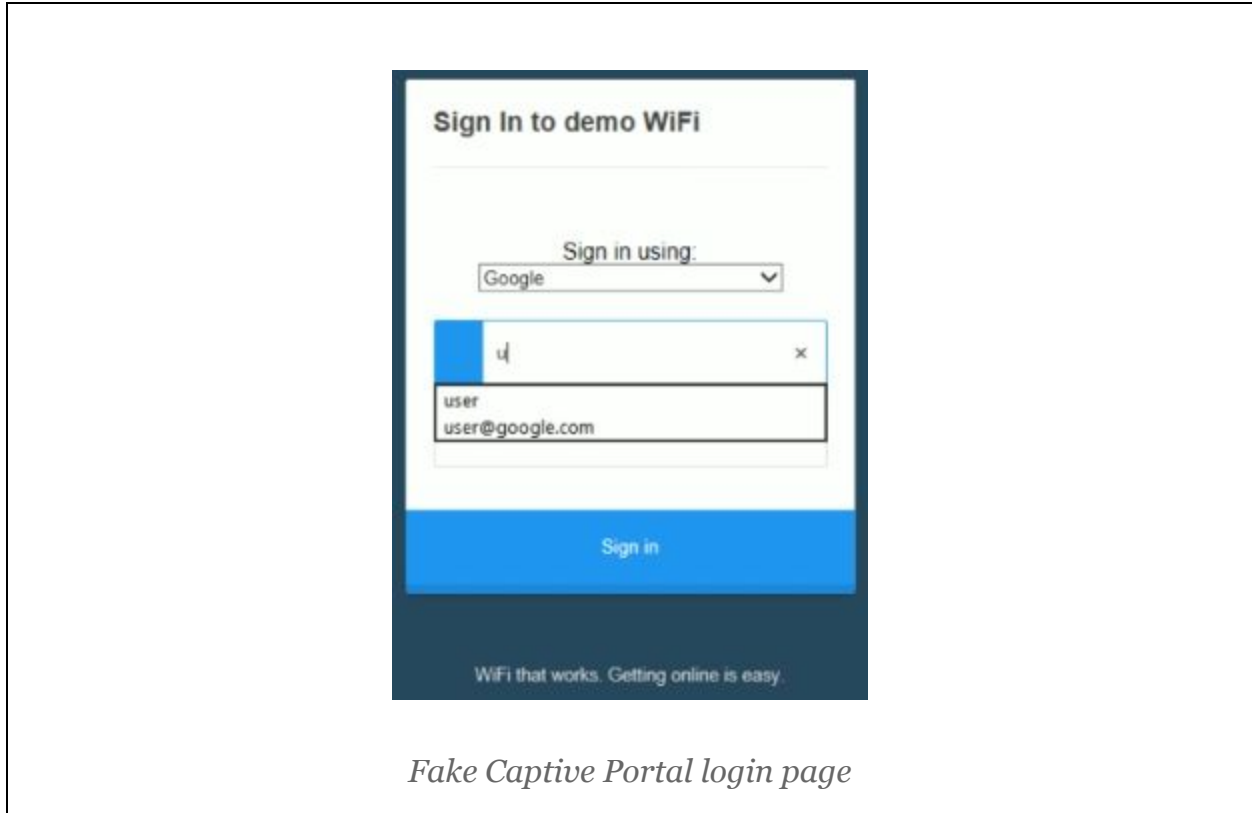 Sign In to demo WiFi
Sign in using:
Google
u
×
user
user@google.com
Sign in
WiFi that works. Getting online is easy.
Fake Captive Portal login page